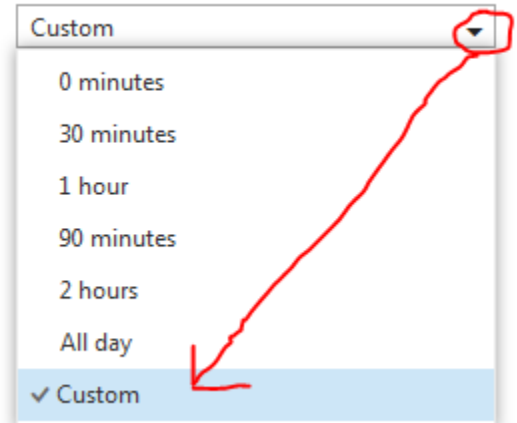 Custom
0 minutes
30 minutes
1 hour
90 minutes
2 hours
All day
Custom